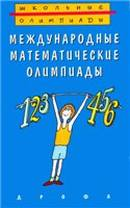 ШКОЛЬНЫЕ
ОЛИМПИАДЫ
МЕЖДУНАРОДНЫЕ
МАТЕМАТИЧЕСКИЕ
ОЛИМПИАДЫ
123 456
ДРОФА